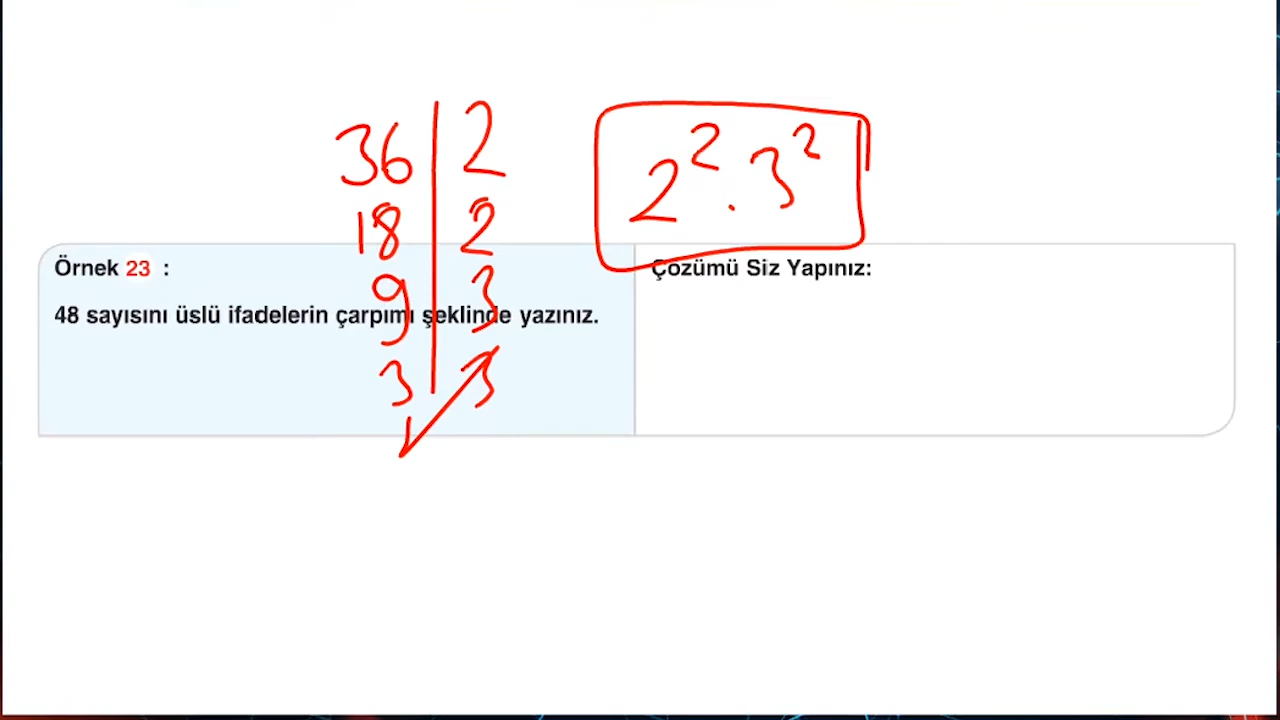 36 | 2
18 | 2
9 | 3
3 | 3
2² . 3²
Örnek 23 :
48 sayısını üslü ifadelerin çarpımı şeklinde yazınız.
Çözümü Siz Yapınız: